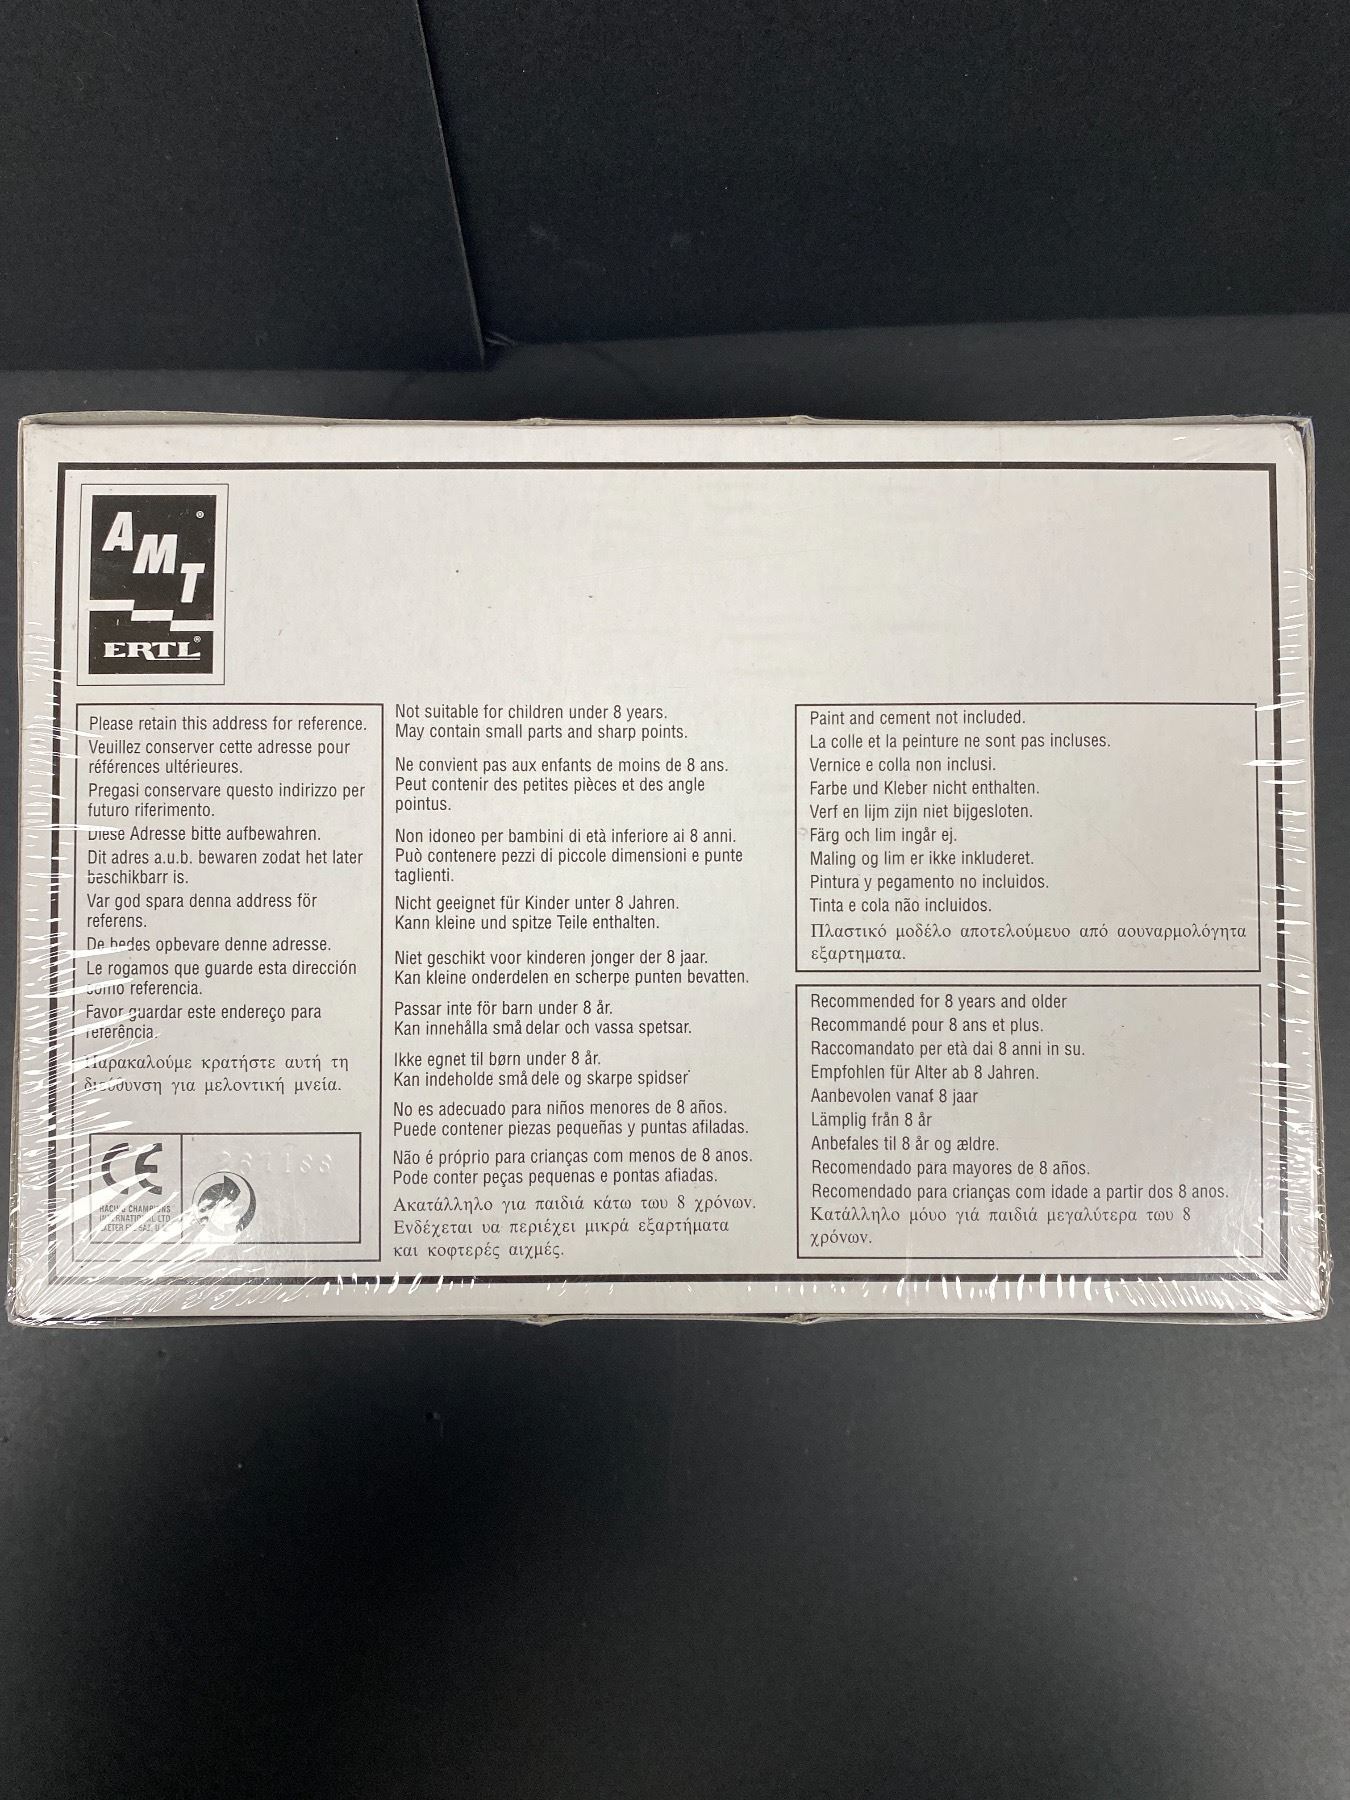 AMT®
ERTL®
Please retain this address for reference.
Veuillez conserver cette adresse pour
références ultérieures.
Pregasi conservare questo indirizzo per
futuro riferimento.
Diese Adresse bitte aufbewahren.
Dit adres a.u.b. bewaren zodat het later
beschikbarr is.
Var god spara denna address för
referens.
De bedes opbevare denne adresse.
Le rogamos que guarde esta dirección
como referencia.
Favor guardar este endereço para
referência.
Παρακαλούμε κρατήστε αυτή τη
διεύθυνση για μελοντική μνεία.
CE
RACING CHAMPIONS
INTERNATIONAL LTD
EXETER
Not suitable for children under 8 years.
May contain small parts and sharp points.
Ne convient pas aux enfants de moins de 8 ans.
Peut contenir des petites pièces et des angle
pointus.
Non idoneo per bambini di età inferiore ai 8 anni.
Può contenere pezzi di piccole dimensioni e punte
taglienti.
Nicht geeignet für Kinder unter 8 Jahren.
Kann kleine und spitze Teile enthalten.
Niet geschikt voor kinderen jonger der 8 jaar.
Kan kleine onderdelen en scherpe punten bevatten.
Passar inte för barn under 8 år.
Kan innehålla små delar och vassa spetsar.
Ikke egnet til børn under 8 år.
Kan indeholde små dele og skarpe spidser
No es adecuado para niños menores de 8 años.
Puede contener piezas pequeñas y puntas afiladas.
Não é próprio para crianças com menos de 8 anos.
Pode conter peças pequenas e pontas afiadas.
Ακατάλληλο για παιδιά κάτω τωυ 8 χρόνωv.
Ενδέχεται υα περιέχει μικρά εξαρτήματα
και κοφτερές αιχμές.
Paint and cement not included.
La colle et la peinture ne sont pas incluses.
Vernice e colla non inclusi.
Farbe und Kleber nicht enthalten.
Verf en lijm zijn niet bijgesloten.
Färg och lim ingår ej.
Maling og lim er ikke inkluderet.
Pintura y pegamento no incluidos.
Tinta e cola não incluidos.
Πλαστικό μοδέλο αποτελούμευο από αουναρμολόγητα
εξαρτηματα.
Recommended for 8 years and older
Recommandé pour 8 ans et plus.
Raccomandato per età dai 8 anni in su.
Empfohlen für Alter ab 8 Jahren.
Aanbevolen vanaf 8 jaar
Lämplig från 8 år
Anbefales til 8 år og ældre.
Recomendado para mayores de 8 años.
Recomendado para crianças com idade a partir dos 8 anos.
Κατάλληλο μόυο γιά παιδιά μεγαλύτερα τωυ 8
χρόνωv.